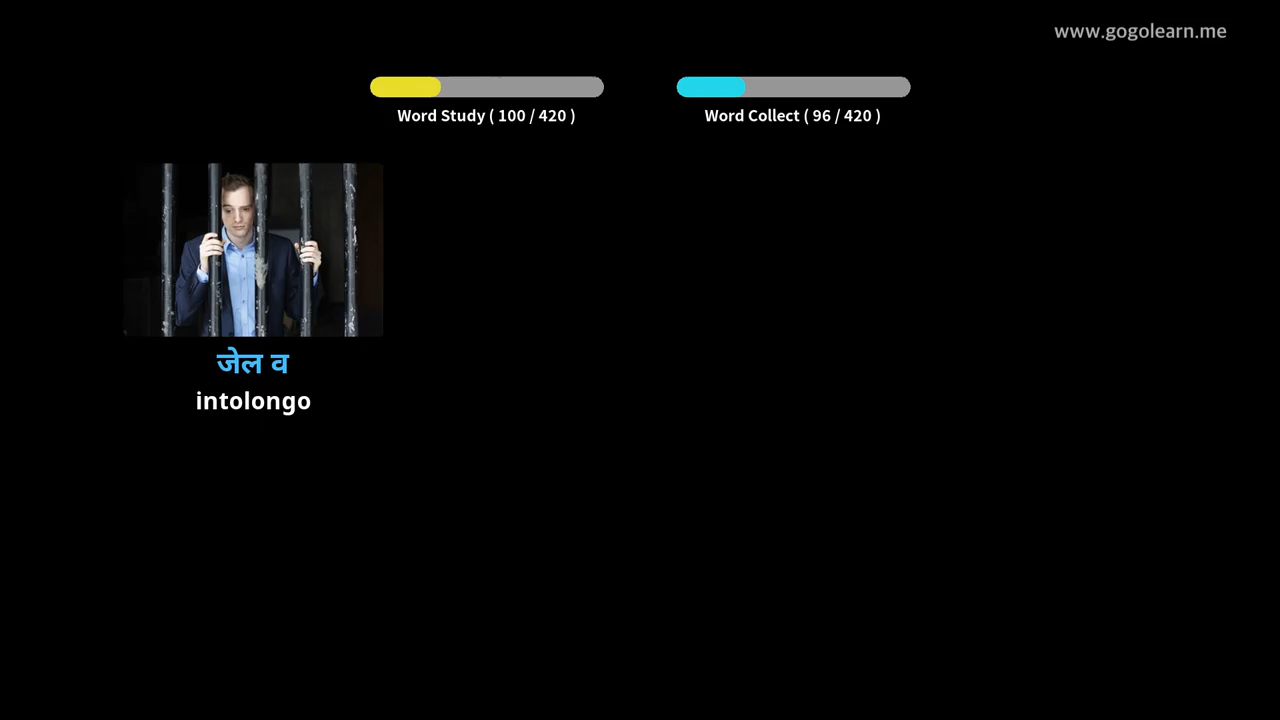 www.gogolearn.me
Word Study ( 100 / 420 )
Word Collect ( 96 / 420 )
जेल व
intolongo